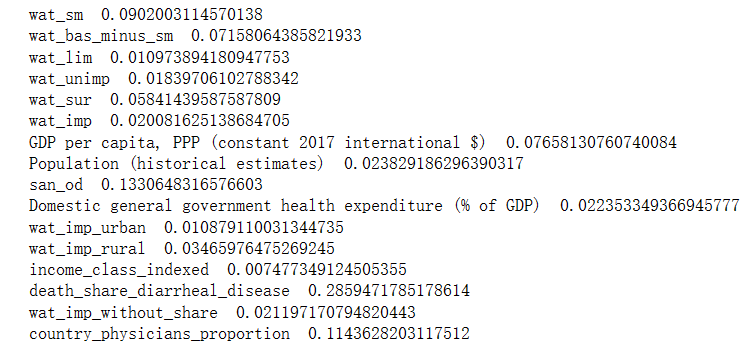 wat_sm 0.0902003114570138
wat_bas_minus_sm 0.07158064385821933
wat_lim 0.010973894180947753
wat_unimp 0.01839706102788342
wat_sur 0.05841439587587809
wat_imp 0.020081625138684705
GDP per capita, PPP (constant 2017 international $) 0.07658130760740084
Population (historical estimates) 0.023829186296390317
san_od 0.1330648316576603
Domestic general government health expenditure (% of GDP) 0.022353349366945777
wat_imp_urban 0.010879110031344735
wat_imp_rural 0.03465976475269245
income_class_indexed 0.007477349124505355
death_share_diarrheal_disease 0.2859471785178614
wat_imp_without_share 0.021197170794820443
country_physicians_proportion 0.1143628203117512